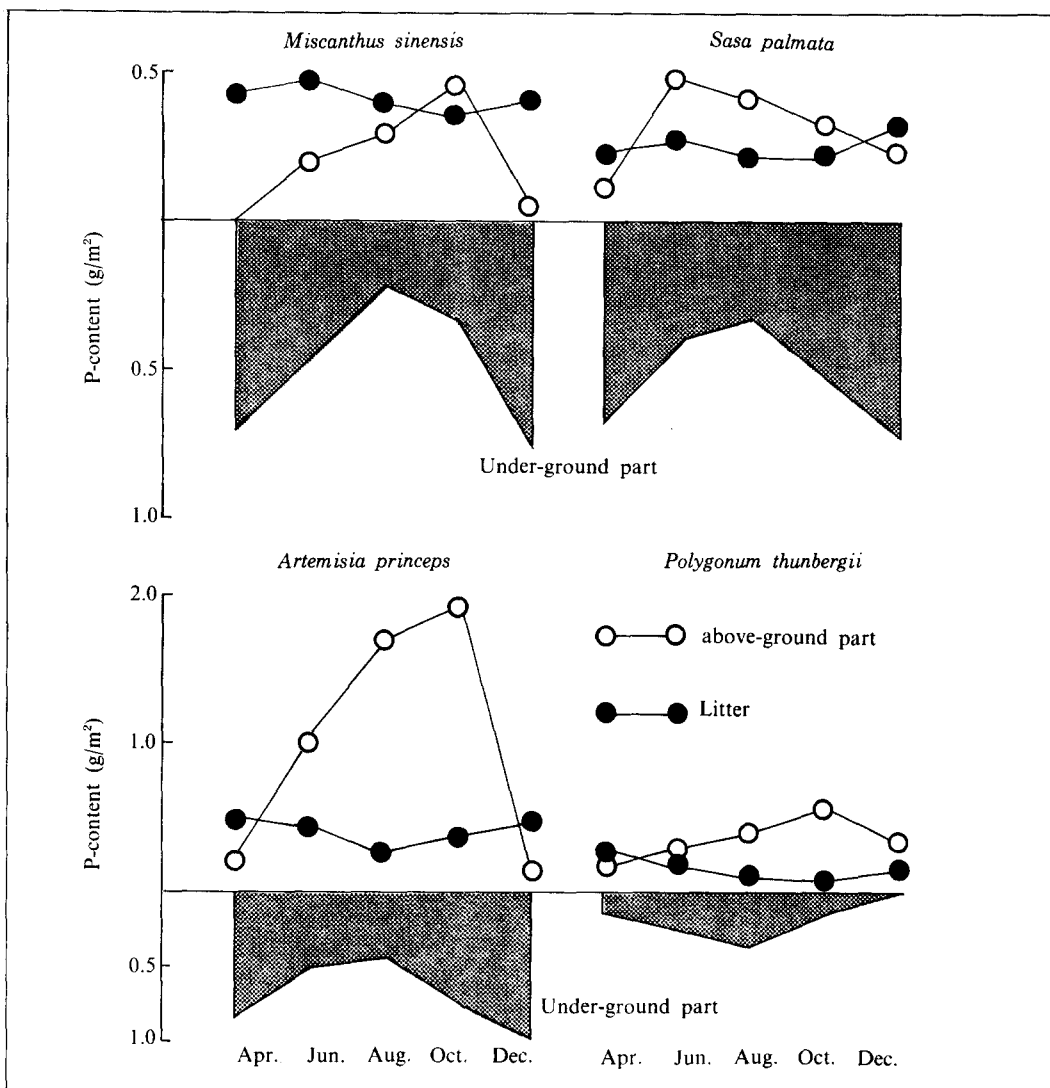 Miscanthus sinensis
Sasa palmata
0.5
P-content (g/m²)
0.5
Under-ground part
1.0
Artemisia princeps
Polygonum thunbergii
2.0
above-ground part
Litter
P-content (g/m²)
1.0
0.5
Under-ground part
1.0
Apr. Jun. Aug. Oct. Dec.
Apr. Jun. Aug. Oct. Dec.